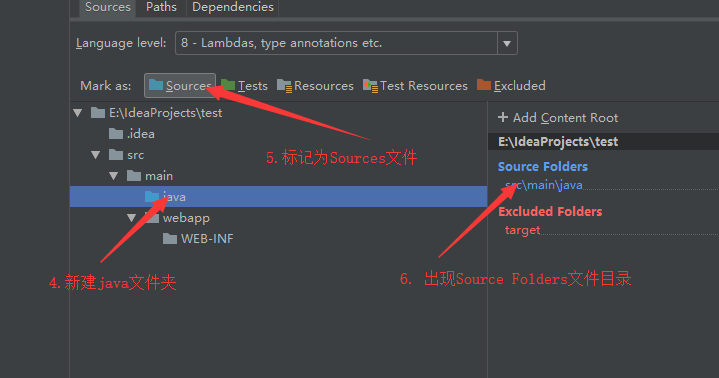 Sources Paths Dependencies
Language level: 8 - Lambdas, type annotations etc.
Mark as: Sources Tests Resources Test Resources Excluded
E:\IdeaProjects\test
.idea
src
main
java
webapp
WEB-INF
+ Add Content Root
E:\IdeaProjects\test
Source Folders
src\main\java
Excluded Folders
target
5.标记为Sources文件
4.新建java文件夹
6. 出现Source Folders文件目录